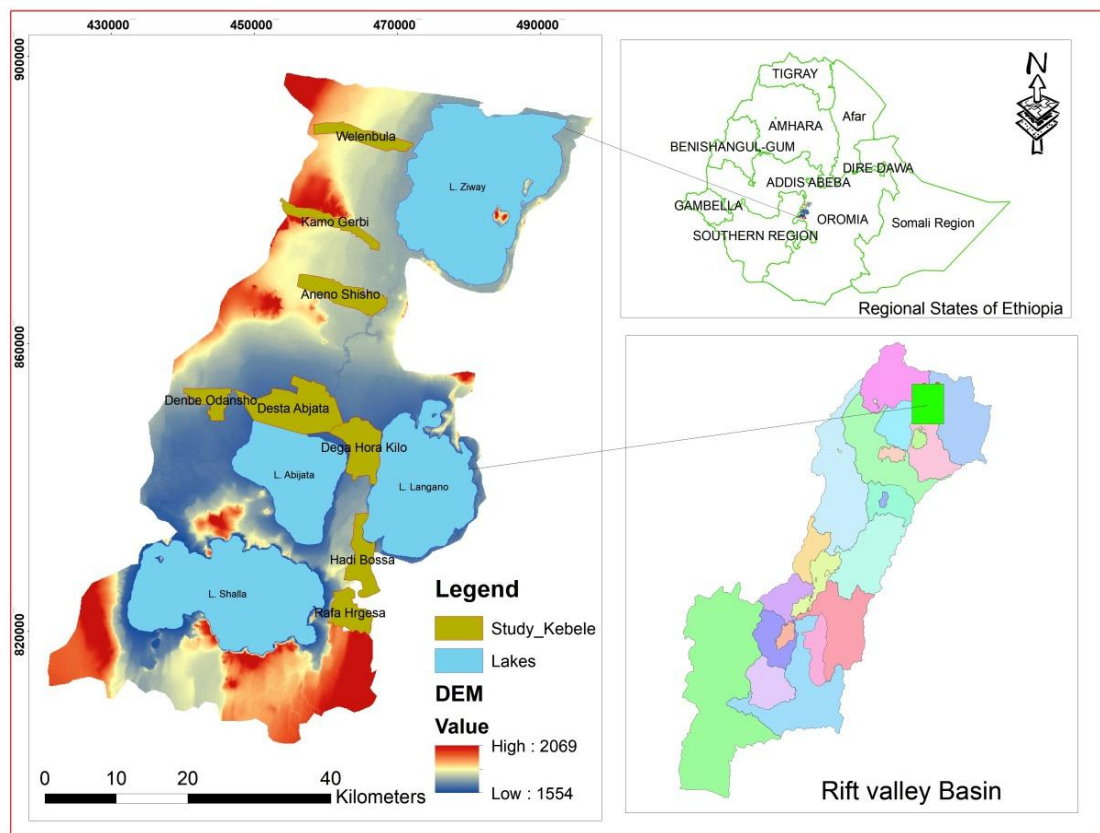 430000 450000 470000 490000
900000
860000
820000
Welenbula
L. Ziway
Kamo Gerbi
Aneno Shisho
Denbe Odansho
Desta Abjata
Dega Hora Kilo
L. Abijata
L. Langano
Hadi Bossa
L. Shalla
Rafa Hrgesa
Legend
Study_Kebele
Lakes
DEM
Value
High : 2069
Low : 1554
0 10 20 40
Kilometers
N
TIGRAY
Afar
AMHARA
BENISHANGUL-GUM
DIRE DAWA
ADDIS ABEBA
GAMBELLA
OROMIA
Somali Region
SOUTHERN REGION
Regional States of Ethiopia
Rift valley Basin